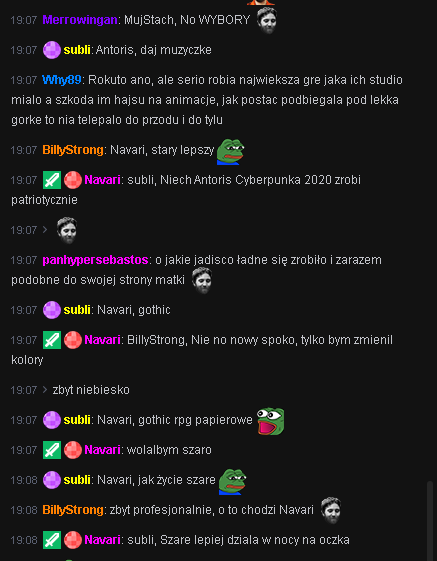 19:07 Merrowingan: MujStach, No WYBORY
19:07 subli: Antoris, daj muzyczke
19:07 Why89: Rokuto ano, ale serio robia najwieksza gre jaka ich studio
mialo a szkoda im hajsu na animacje, jak postac podbiegala pod lekka
gorke to nia telepalo do przodu i do tylu
19:07 BillyStrong: Navari, stary lepszy
19:07 Navari: subli, Niech Antoris Cyberpunka 2020 zrobi
patriotycznie
19:07 >
19:07 panhypersebastos: o jakie jadisco ładne się zrobiło i zarazem
podobne do swojej strony matki
19:07 subli: Navari, gothic
19:07 Navari: BillyStrong, Nie no nowy spoko, tylko bym zmienil
kolory
19:07 > zbyt niebiesko
19:07 subli: Navari, gothic rpg papierowe
19:07 Navari: wolalbym szaro
19:08 subli: Navari, jak życie szare
19:08 BillyStrong: zbyt profesjonalnie, o to chodzi Navari
19:08 Navari: subli, Szare lepiej dziala w nocy na oczka